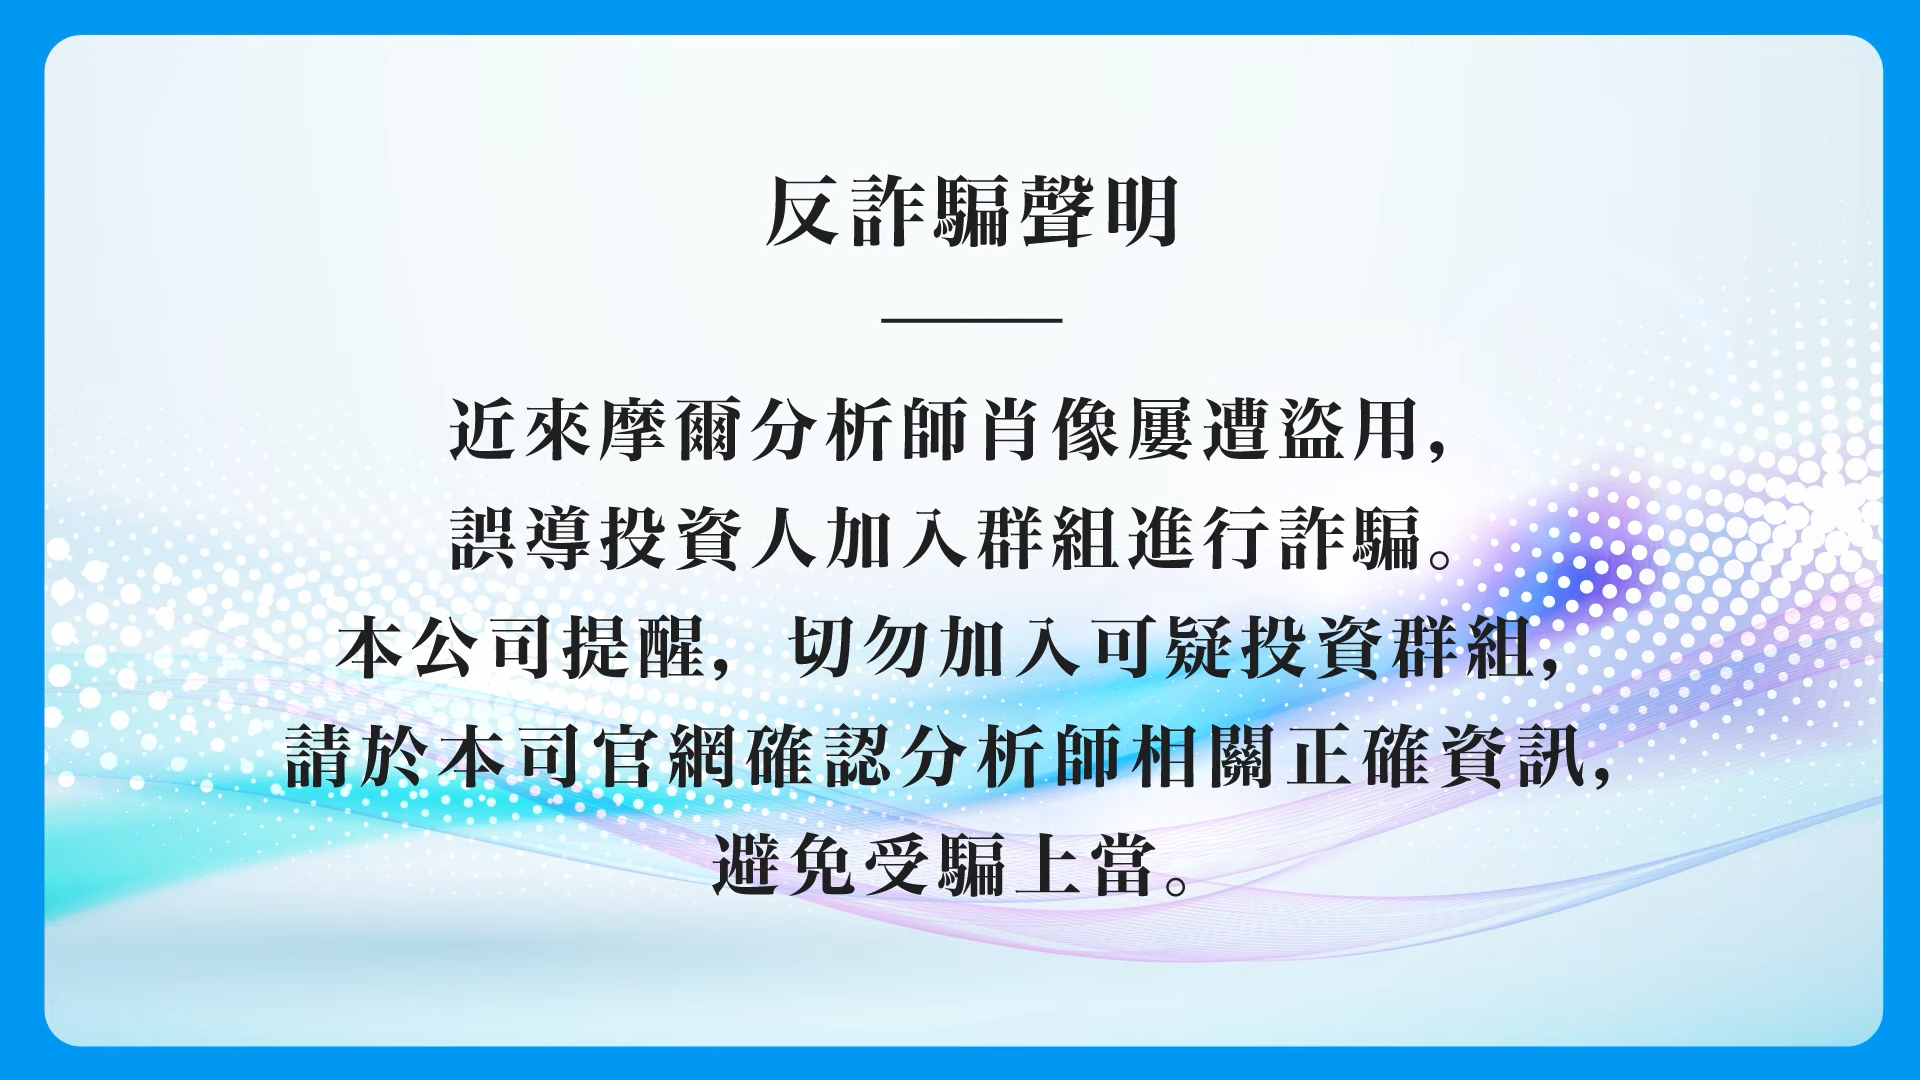 反詐騙聲明
近來摩爾分析師肖像屢遭盜用，
誤導投資人加入群組進行詐騙。
本公司提醒，切勿加入可疑投資群組，
請於本司官網確認分析師相關正確資訊，
避免受騙上當。